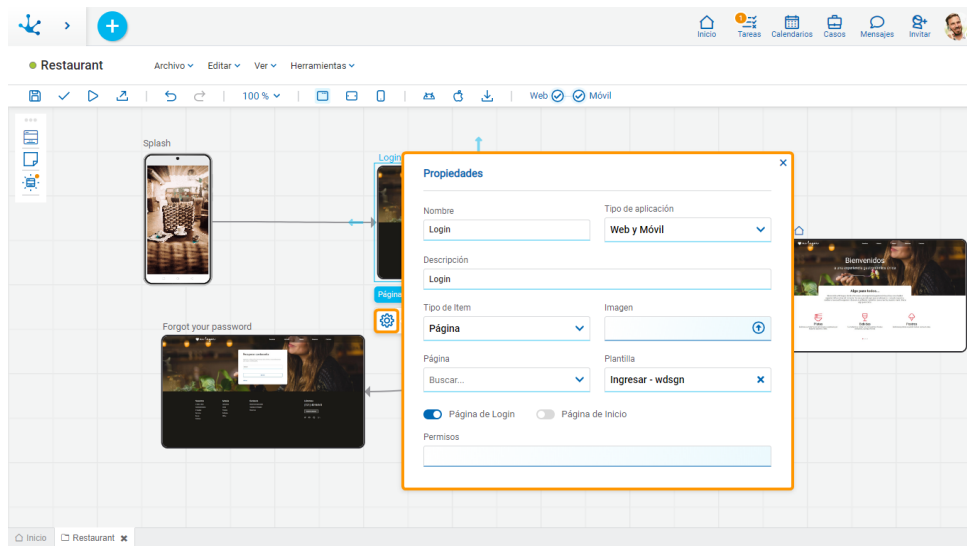 Inicio
1
Tareas
Calendarios
Casos
Mensajes
Invitar
Restaurant
Archivo
Editar
Ver
Herramientas
100 %
Web
Móvil
Splash
Login
Página
Forgot your password
Propiedades
Nombre
Login
Tipo de aplicación
Web y Móvil
Descripción
Login
Tipo de Item
Página
Imagen
Página
Buscar...
Plantilla
Ingresar - wdsgn
Página de Login
Página de Inicio
Permisos
Bienvenidos
Inicio
Restaurant